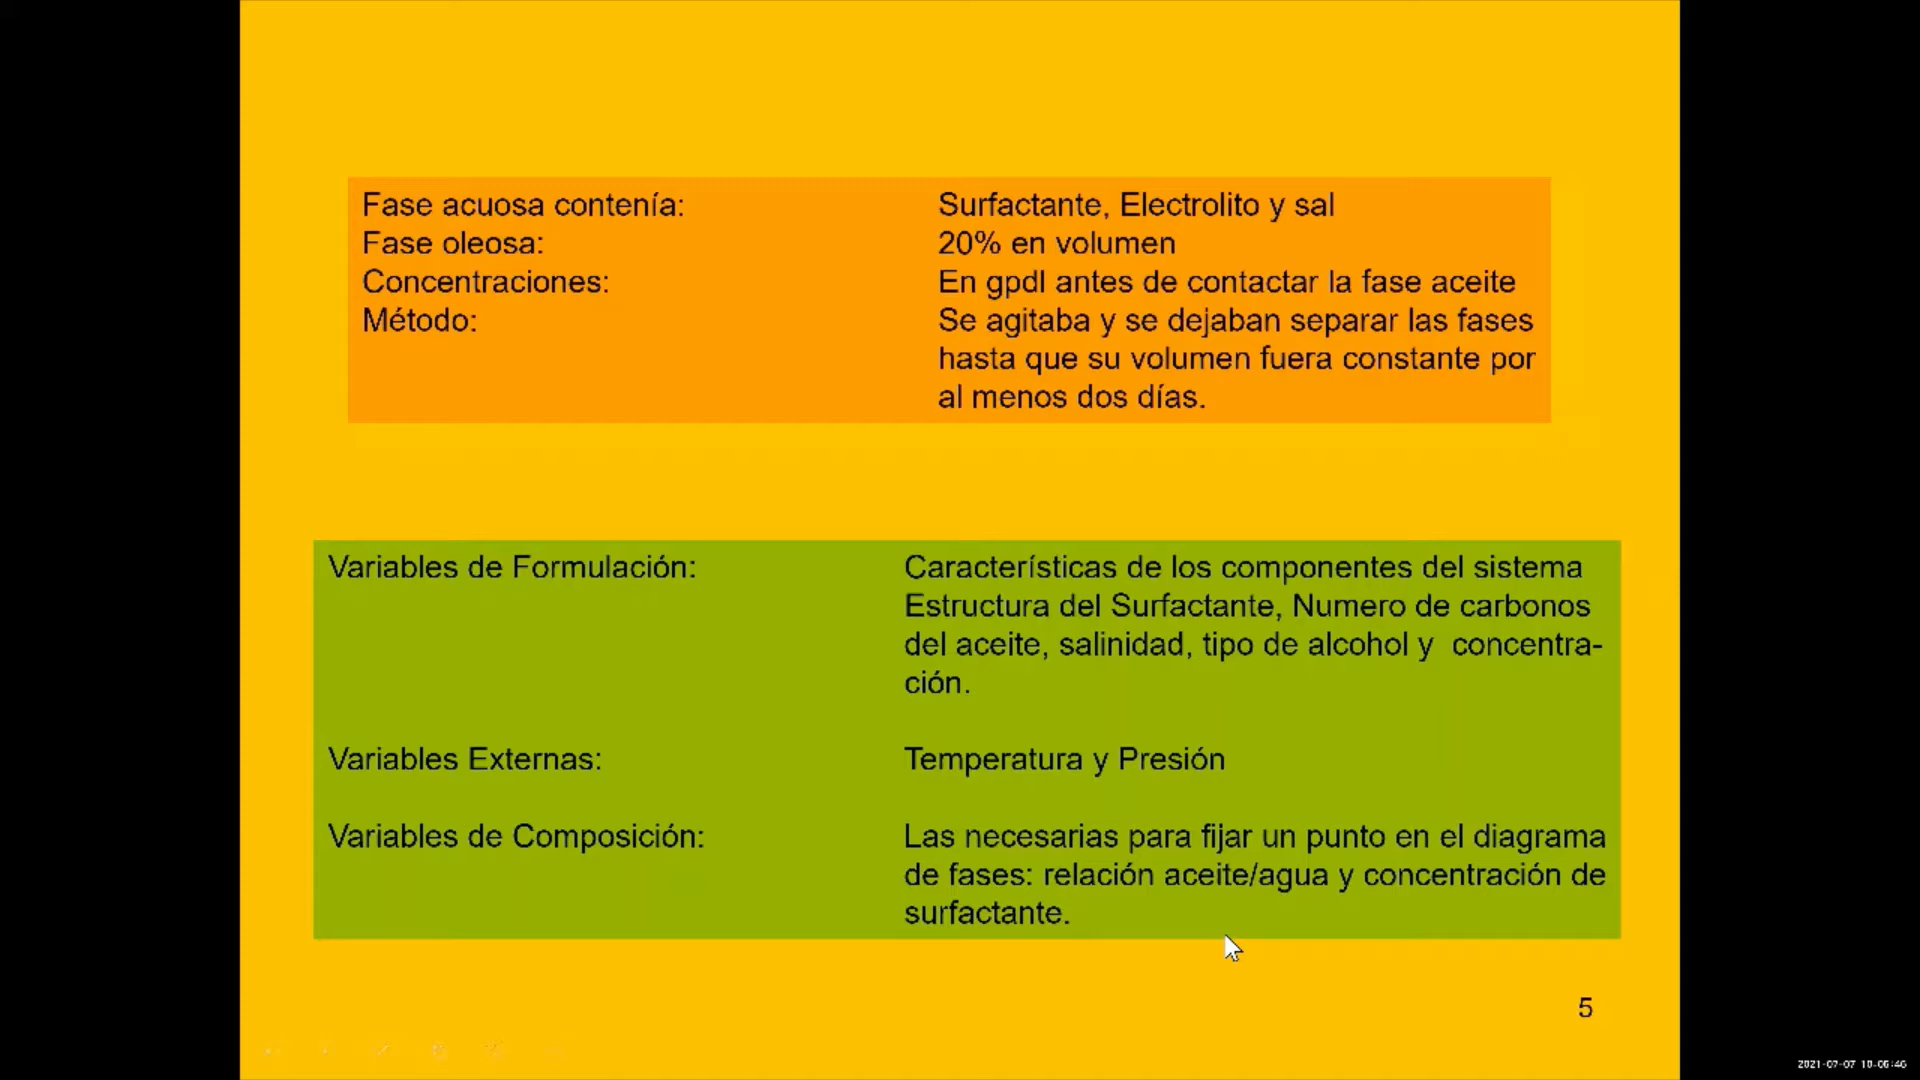 Fase acuosa contenía: Surfactante, Electrolito y sal
Fase oleosa: 20% en volumen
Concentraciones: En gpdl antes de contactar la fase aceite
Método: Se agitaba y se dejaban separar las fases
hasta que su volumen fuera constante por
al menos dos días.
Variables de Formulación: Características de los componentes del sistema
Estructura del Surfactante, Numero de carbonos
del aceite, salinidad, tipo de alcohol y concentra-
ción.
Variables Externas: Temperatura y Presión
Variables de Composición: Las necesarias para fijar un punto en el diagrama
de fases: relación aceite/agua y concentración de
surfactante.
5